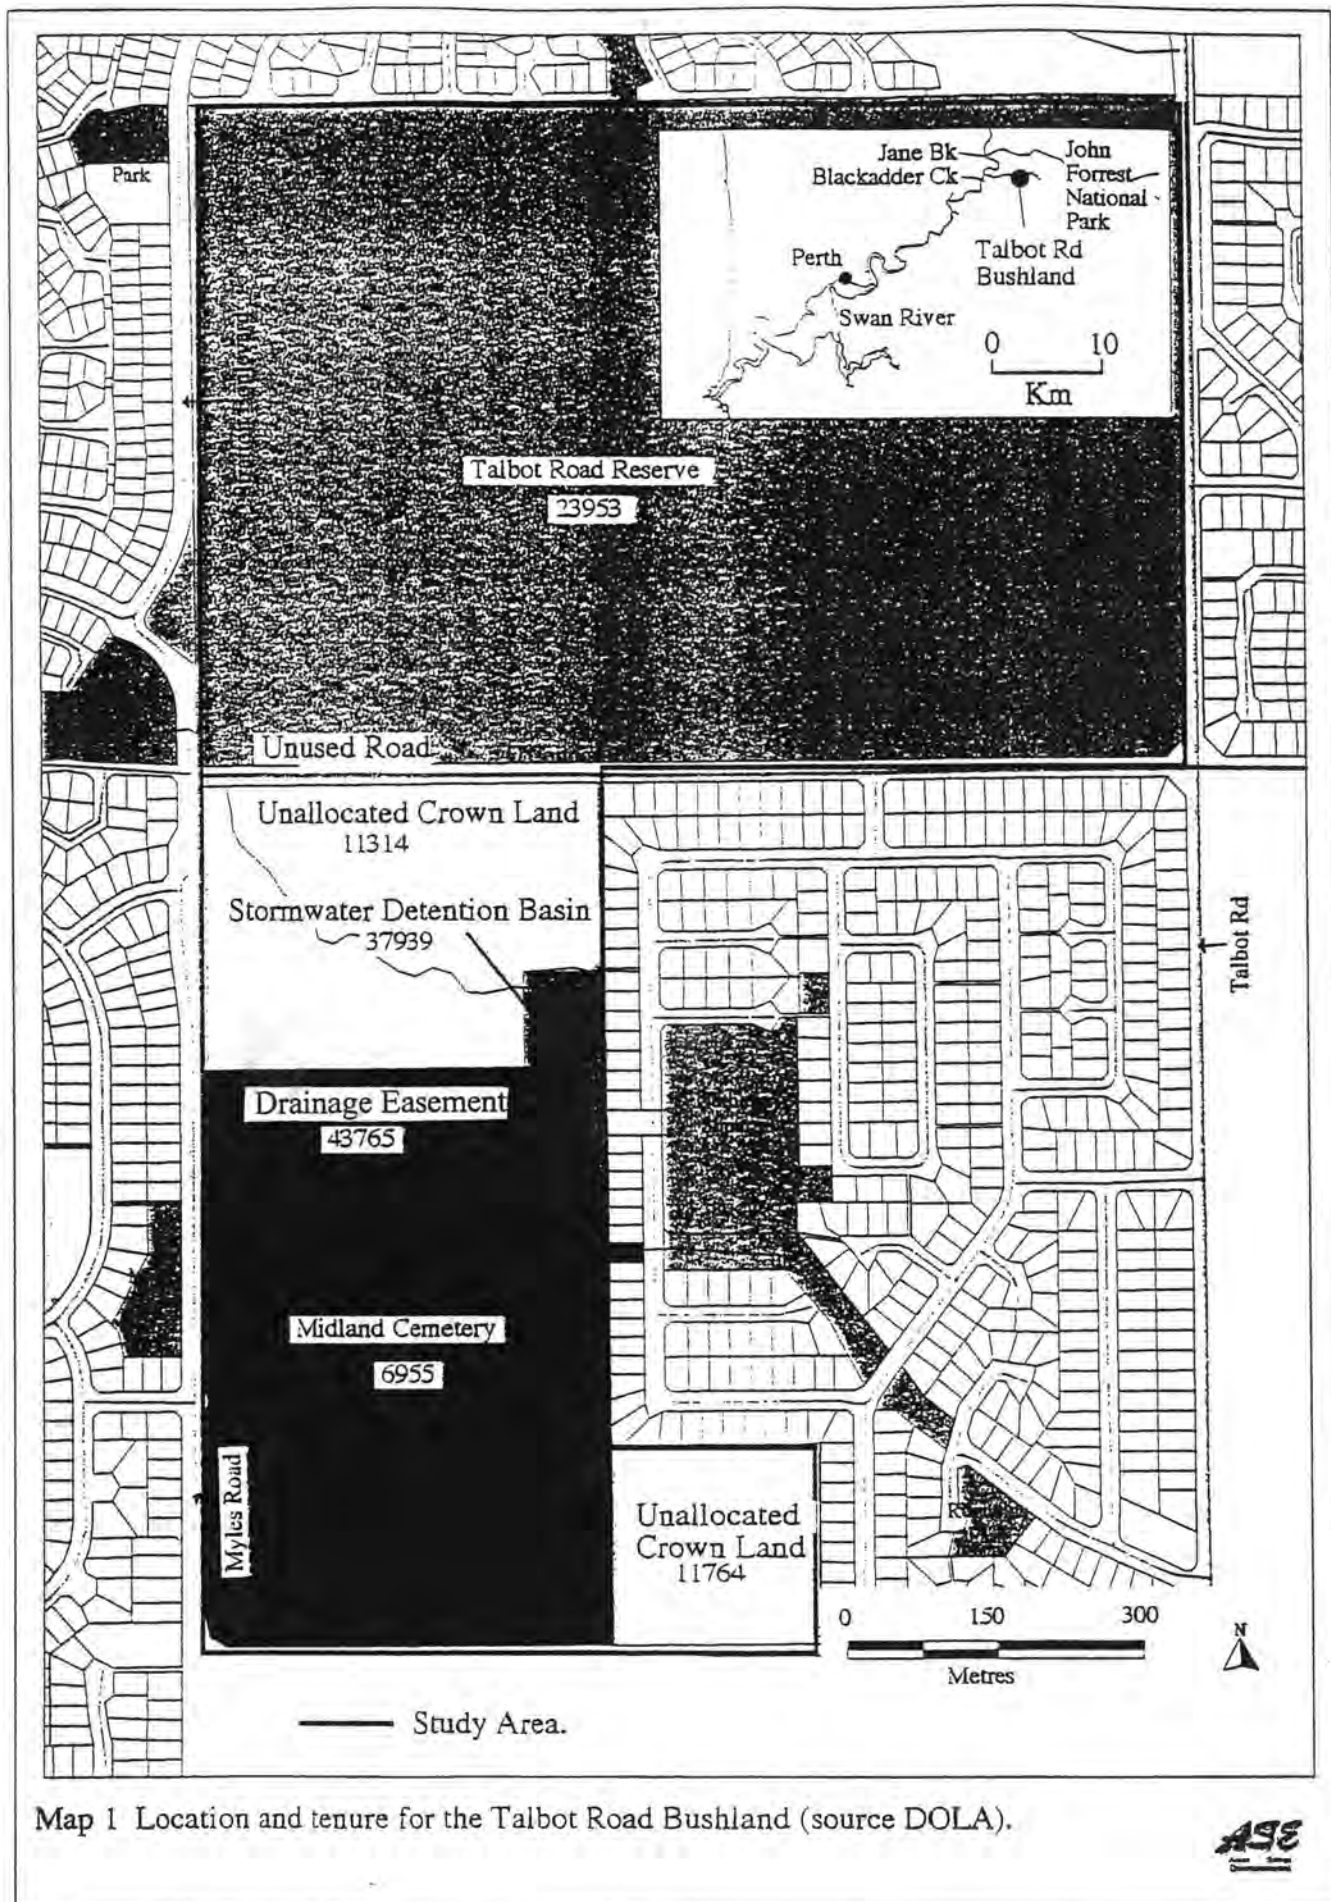 Park
Jane Bk
Blackadder Ck
John
Forrest
National
Park
Talbot Rd
Bushland
Perth
Swan River
0 10
Km
Talbot Road Reserve
23953
Unused Road
Unallocated Crown Land
11314
Stormwater Detention Basin
37939
Talbot Rd
Drainage Easement
43765
Midland Cemetery
6955
Myles Road
Unallocated
Crown Land
11764
0 150 300
Metres
N
Study Area.
Map 1 Location and tenure for the Talbot Road Bushland (source DOLA).